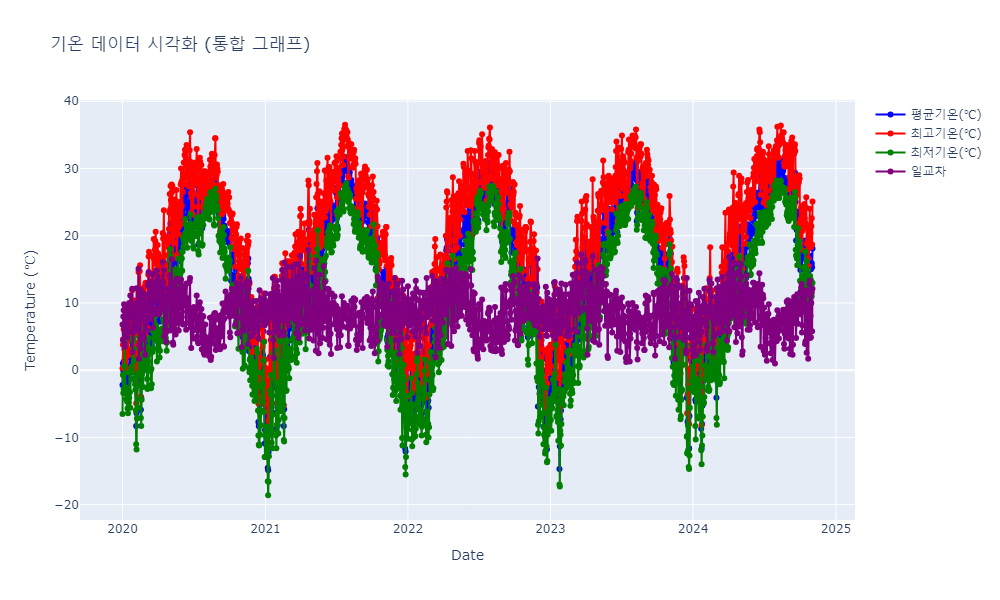 기온 데이터 시각화 (통합 그래프)
40
30
20
10
0
−10
−20
Temperature (℃)
2020
2021
2022
2023
2024
2025
Date
평균기온(℃)
최고기온(℃)
최저기온(℃)
일교차